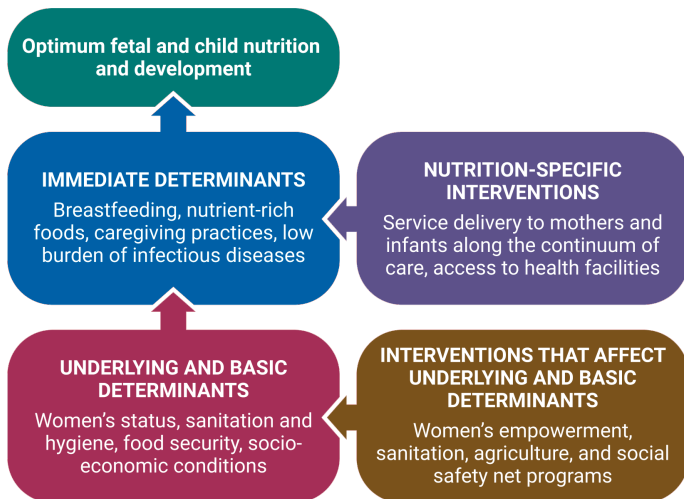 Optimum fetal and child nutrition
and development
IMMEDIATE DETERMINANTS
Breastfeeding, nutrient-rich
foods, caregiving practices, low
burden of infectious diseases
NUTRITION-SPECIFIC
INTERVENTIONS
Service delivery to mothers and
infants along the continuum of
care, access to health facilities
UNDERLYING AND BASIC
DETERMINANTS
Women’s status, sanitation and
hygiene, food security, socio-
economic conditions
INTERVENTIONS THAT AFFECT
UNDERLYING AND BASIC
DETERMINANTS
Women’s empowerment,
sanitation, agriculture, and social
safety net programs